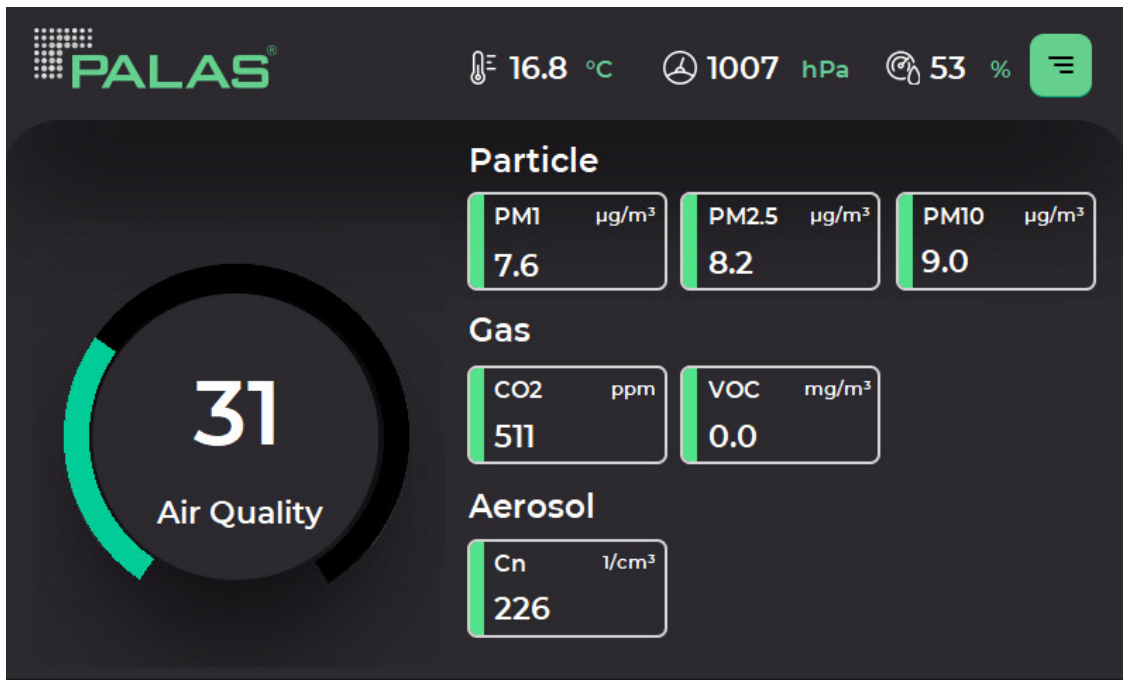 PALAS®
16.8 °C 1007 hPa 53 %
Particle
PM1 µg/m³ PM2.5 µg/m³ PM10 µg/m³
7.6 8.2 9.0
Gas
CO2 ppm VOC mg/m³
511 0.0
31
Air Quality
Aerosol
Cn 1/cm³
226